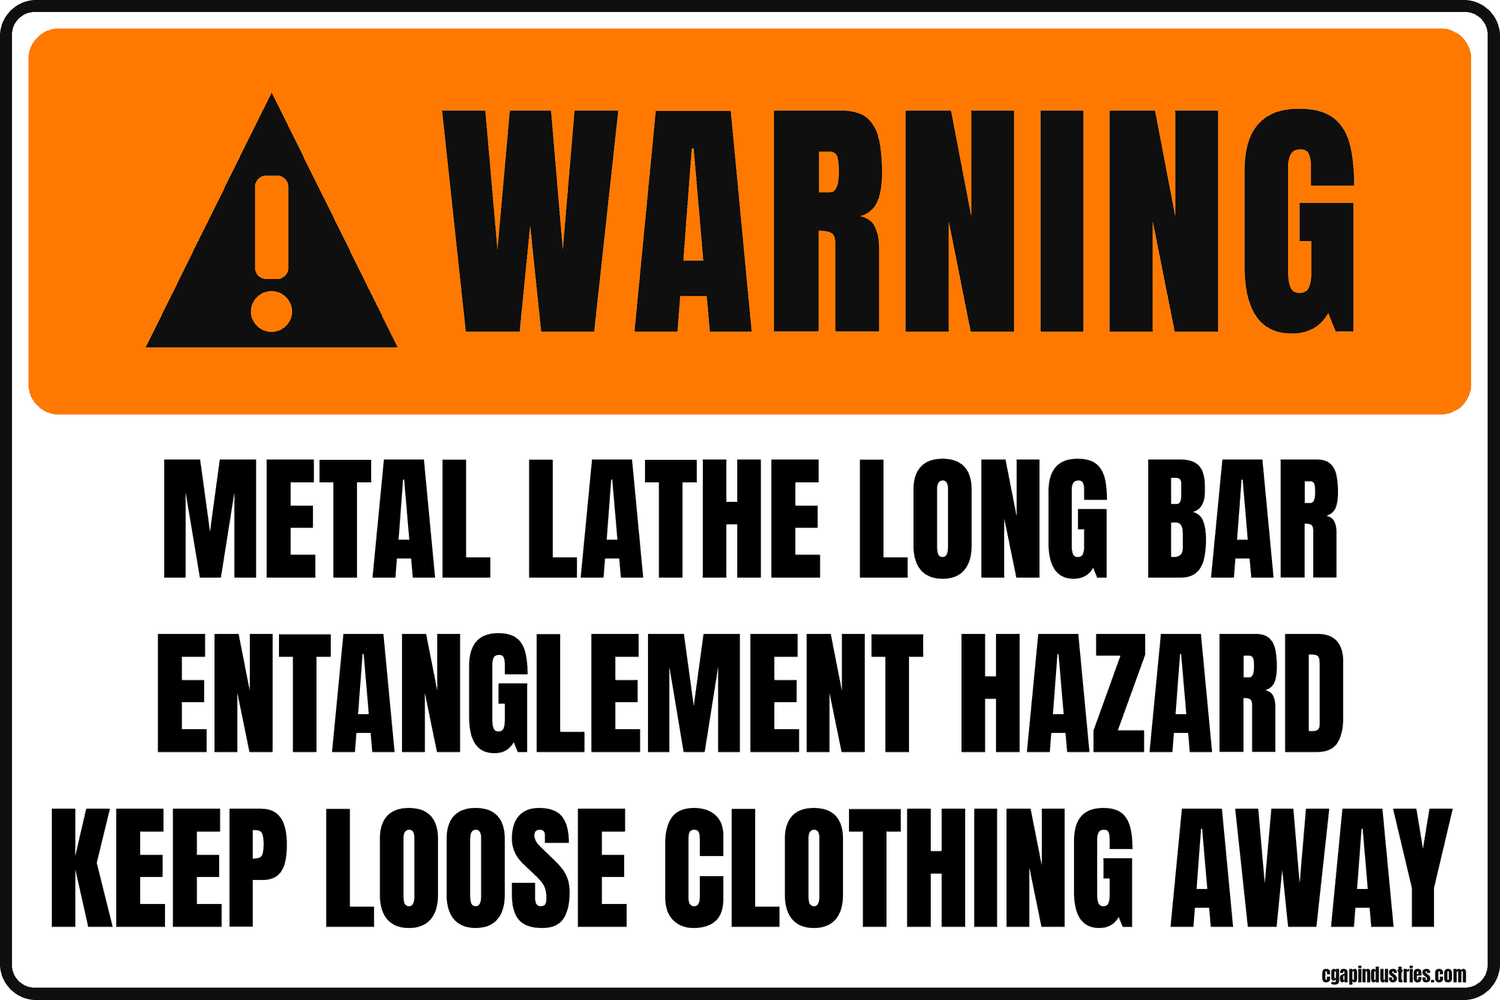 WARNING
METAL LATHE LONG BAR
ENTANGLEMENT HAZARD
KEEP LOOSE CLOTHING AWAY
cgapindustries.com